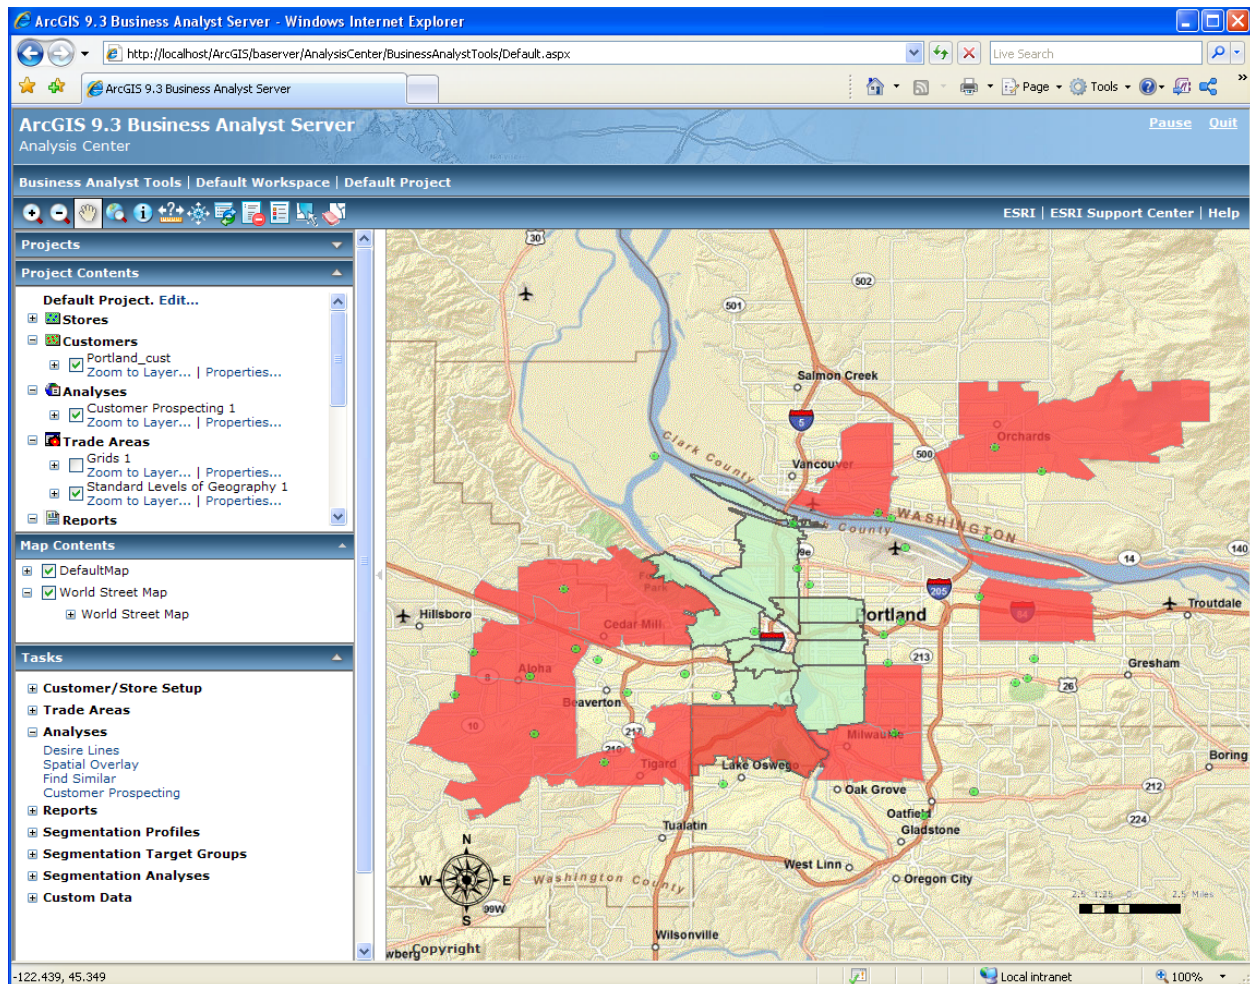 ArcGIS 9.3 Business Analyst Server - Windows Internet Explorer
http://localhost/ArcGIS/baserver/AnalysisCenter/BusinessAnalystTools/Default.aspx
Live Search
ArcGIS 9.3 Business Analyst Server
Page
Tools
ArcGIS 9.3 Business Analyst Server
Pause Quit
Analysis Center
Business Analyst Tools | Default Workspace | Default Project
ESRI | ESRI Support Center | Help
Projects
Project Contents
Default Project. Edit...
Stores
Customers
Portland_cust
Zoom to Layer... | Properties...
Analyses
Customer Prospecting 1
Zoom to Layer... | Properties...
Trade Areas
Grids 1
Zoom to Layer... | Properties...
Standard Levels of Geography 1
Zoom to Layer... | Properties...
Reports
Map Contents
DefaultMap
World Street Map
World Street Map
Tasks
Customer/Store Setup
Trade Areas
Analyses
Desire Lines
Spatial Overlay
Find Similar
Customer Prospecting
Reports
Segmentation Profiles
Segmentation Target Groups
Segmentation Analyses
Custom Data
30
502
501
Salmon Creek
5
Orchards
Clark County
500
Vancouver
WASHINGTON
County
14
140
9e
205
84
Troutdale
Hillsboro
Portland
Cedar Mill
213
Gresham
Aloha
8
26
Beaverton
10
217
210
Milwaukie
Boring
Tigard
Lake Oswego
Oak Grove
212
Oatfield
224
Tualatin
Gladstone
N
West Linn
W E
Washington County
Oregon City
2.5 1.25 0 2.5 Miles
S
99W
Wilsonville
wberg
Copyright
-122.439, 45.349
Local intranet
100%